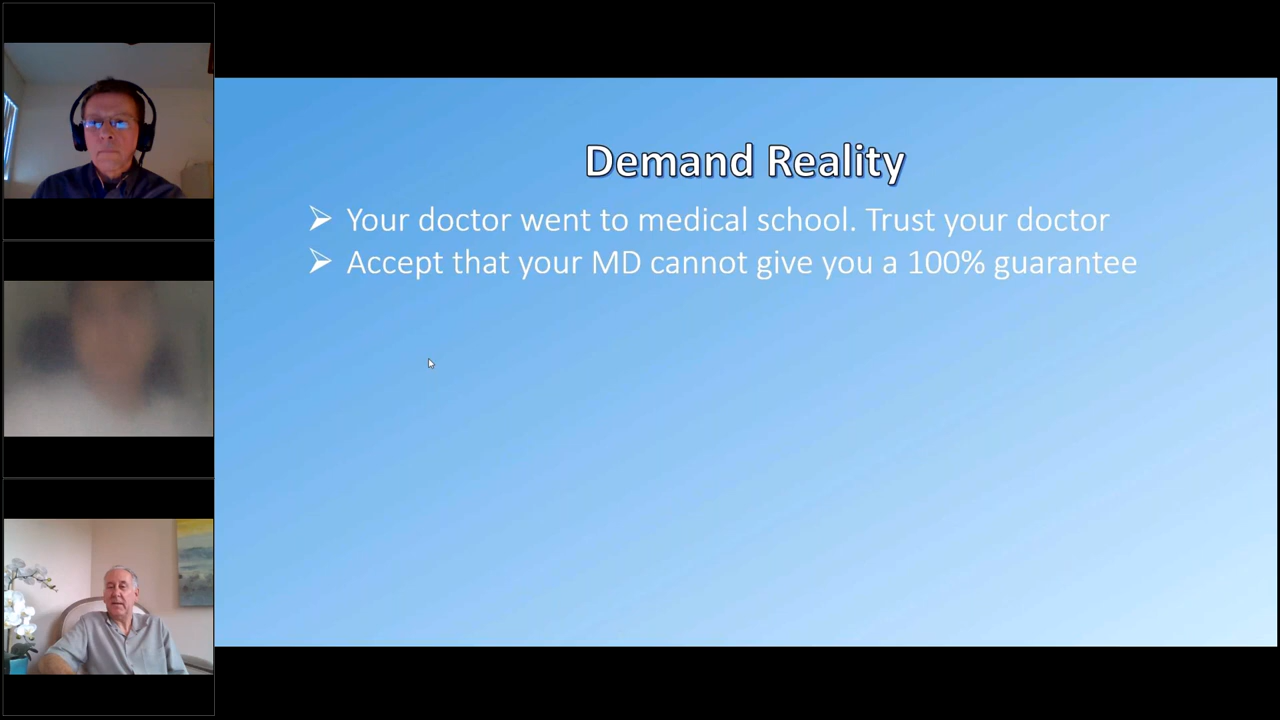 Demand Reality
Your doctor went to medical school. Trust your doctor
Accept that your MD cannot give you a 100% guarantee